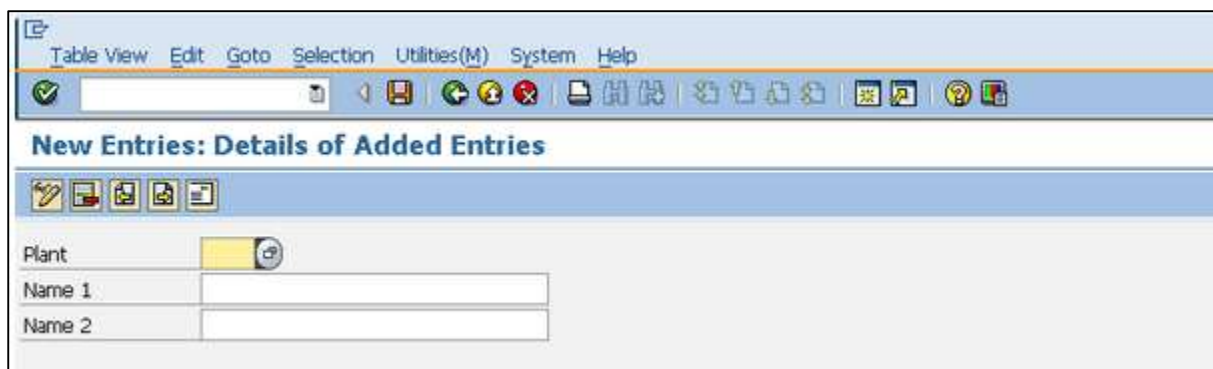 Table View Edit Goto Selection Utilities(M) System Help
New Entries: Details of Added Entries
Plant
Name 1
Name 2